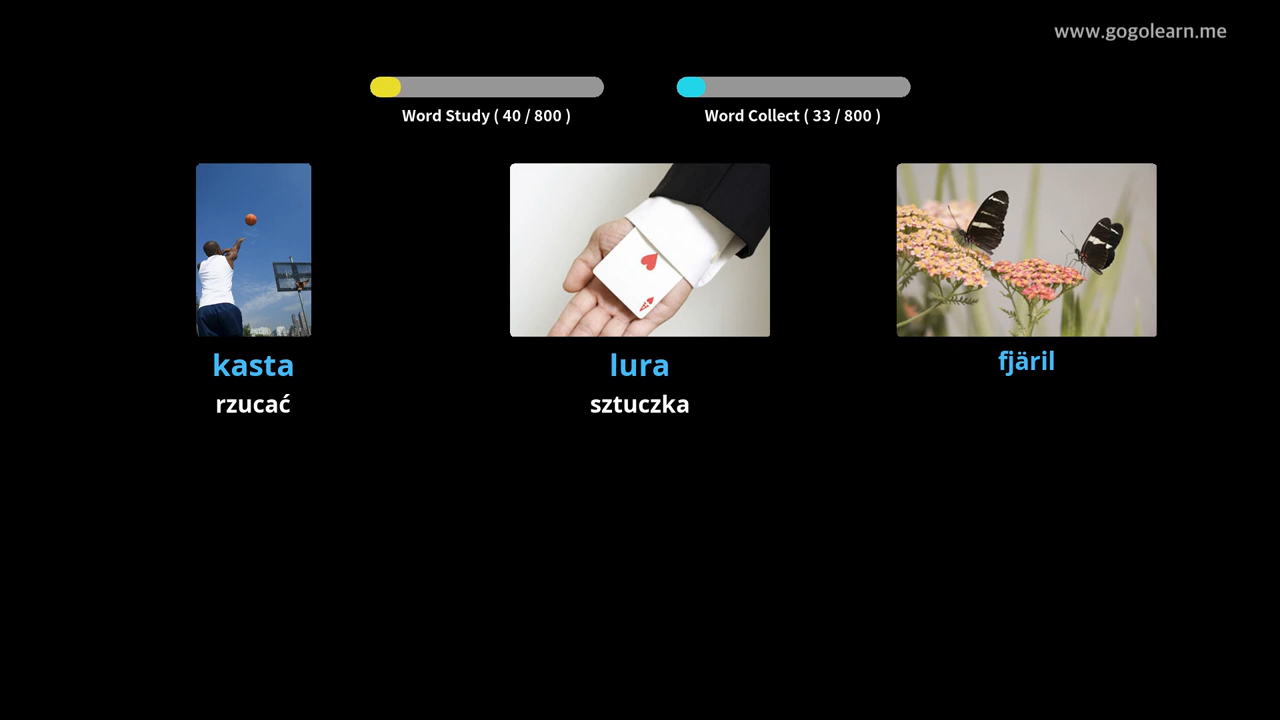 www.gogolearn.me
Word Study ( 40 / 800 )
Word Collect ( 33 / 800 )
kasta
rzucać
lura
sztuczka
fjäril